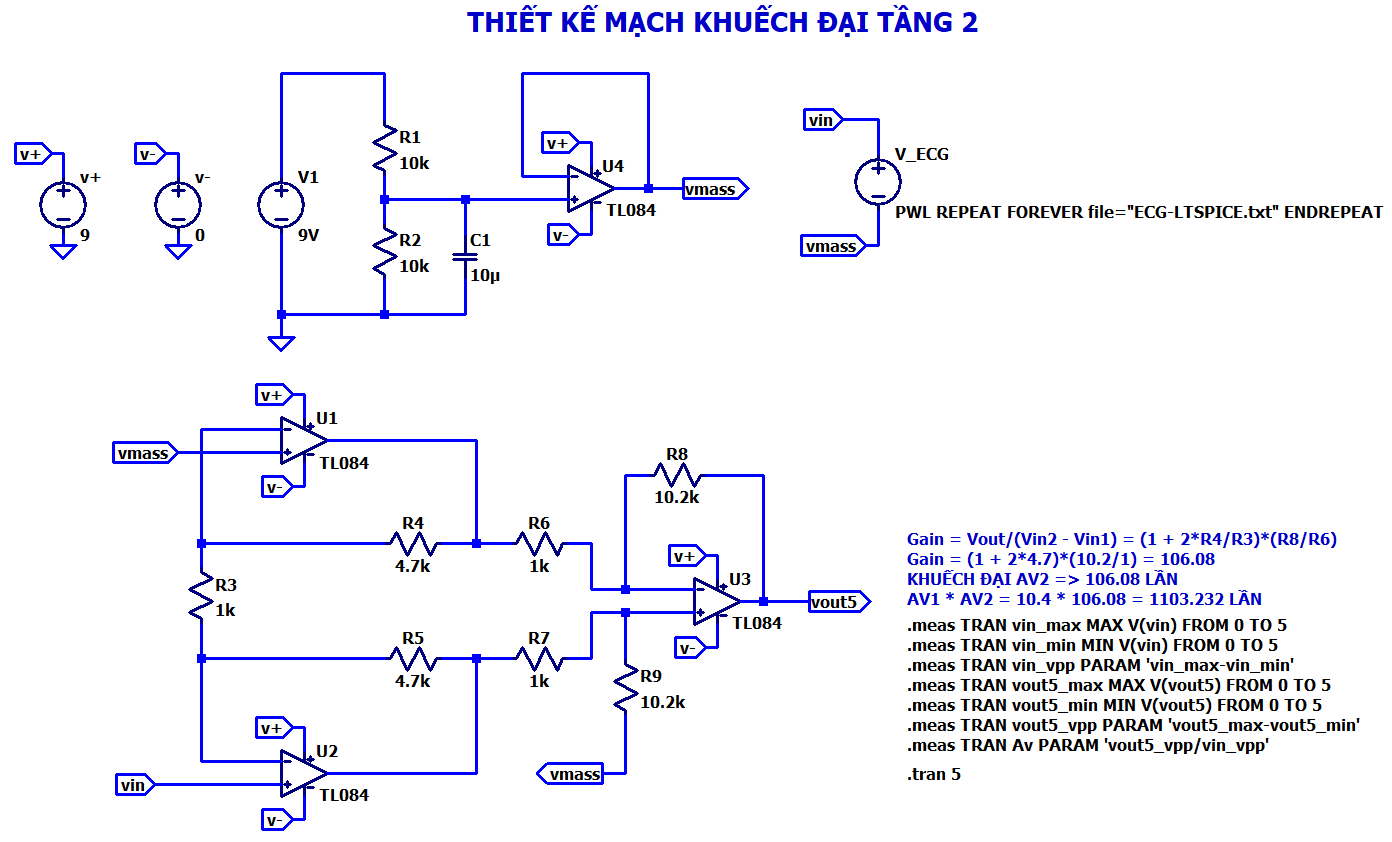 THIẾT KẾ MẠCH KHUẾCH ĐẠI TẦNG 2
v+
v+
9
v-
v-
0
V1
9V
R1
10k
R2
10k
C1
10µ
v+
U4
TL084
v-
vmass
vin
V_ECG
PWL REPEAT FOREVER file="ECG-LTSPICE.txt" ENDREPEAT
vmass
v+
U1
vmass
TL084
v-
R4
4.7k
R6
1k
R8
10.2k
R3
1k
v+
U3
TL084
v-
vout5
R5
4.7k
R7
1k
R9
10.2k
v+
U2
vin
TL084
v-
vmass
Gain = Vout/(Vin2 - Vin1) = (1 + 2*R4/R3)*(R8/R6)
Gain = (1 + 2*4.7)*(10.2/1) = 106.08
KHUẾCH ĐẠI AV2 => 106.08 LẦN
AV1 * AV2 = 10.4 * 106.08 = 1103.232 LẦN
.meas TRAN vin_max MAX V(vin) FROM 0 TO 5
.meas TRAN vin_min MIN V(vin) FROM 0 TO 5
.meas TRAN vin_vpp PARAM 'vin_max-vin_min'
.meas TRAN vout5_max MAX V(vout5) FROM 0 TO 5
.meas TRAN vout5_min MIN V(vout5) FROM 0 TO 5
.meas TRAN vout5_vpp PARAM 'vout5_max-vout5_min'
.meas TRAN Av PARAM 'vout5_vpp/vin_vpp'
.tran 5